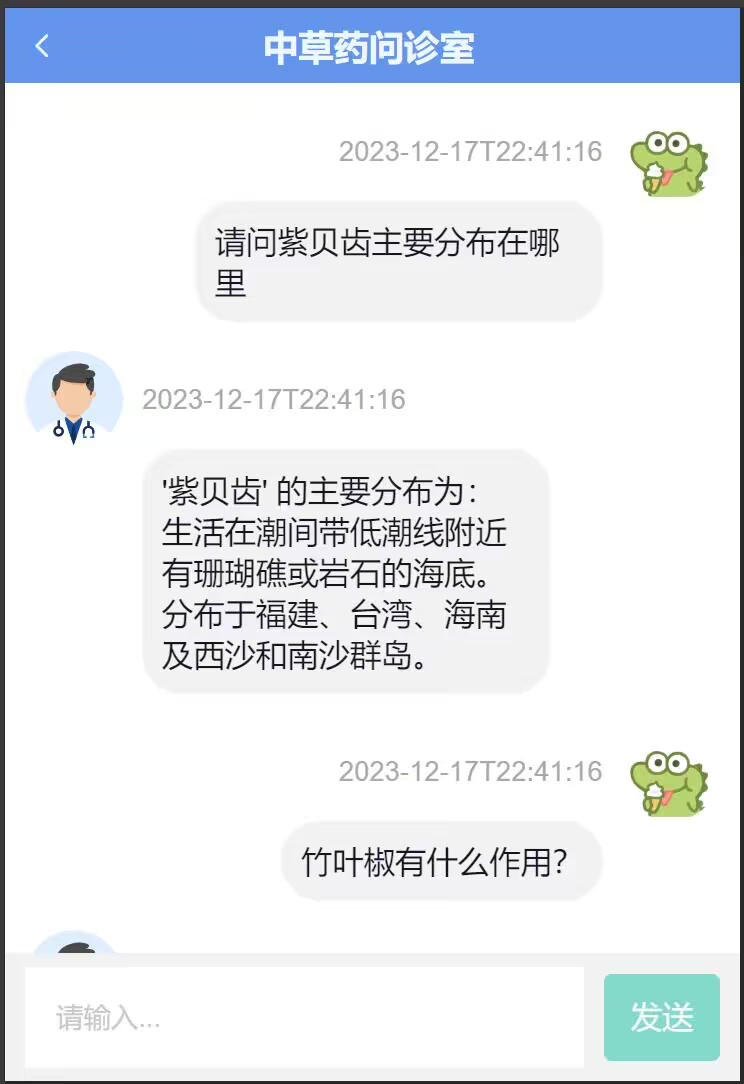 中草药问诊室
2023-12-17T22:41:16
请问紫贝齿主要分布在哪
里
2023-12-17T22:41:16
'紫贝齿' 的主要分布为：
生活在潮间带低潮线附近
有珊瑚礁或岩石的海底。
分布于福建、台湾、海南
及西沙和南沙群岛。
2023-12-17T22:41:16
竹叶椒有什么作用？
请输入...
发送